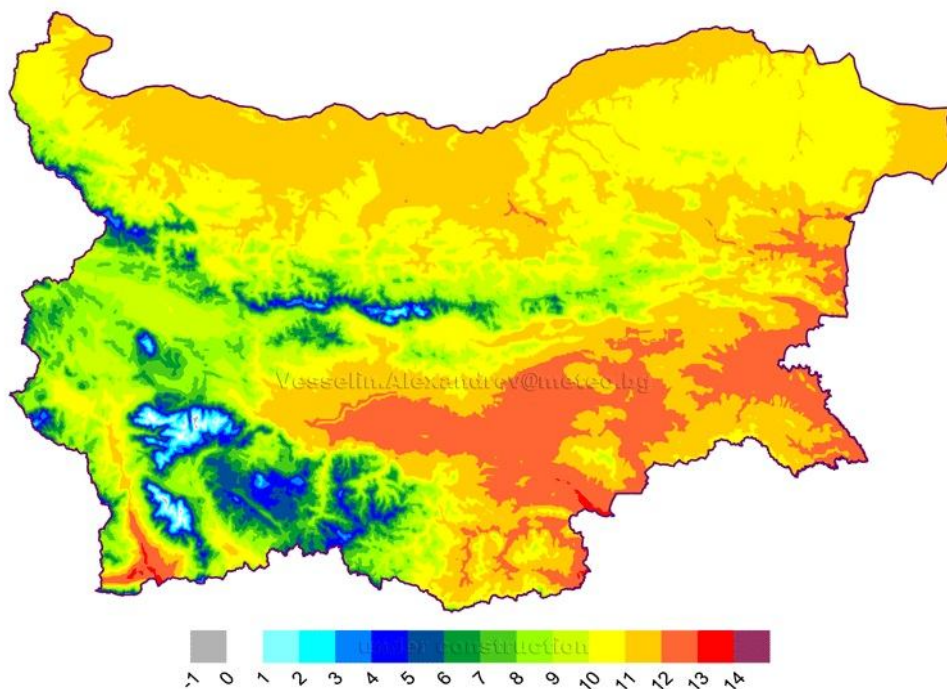 Vesselin.Alexandrov@meteo.bg
under construction
-1 0 1 2 3 4 5 6 7 8 9 10 11 12 13 14